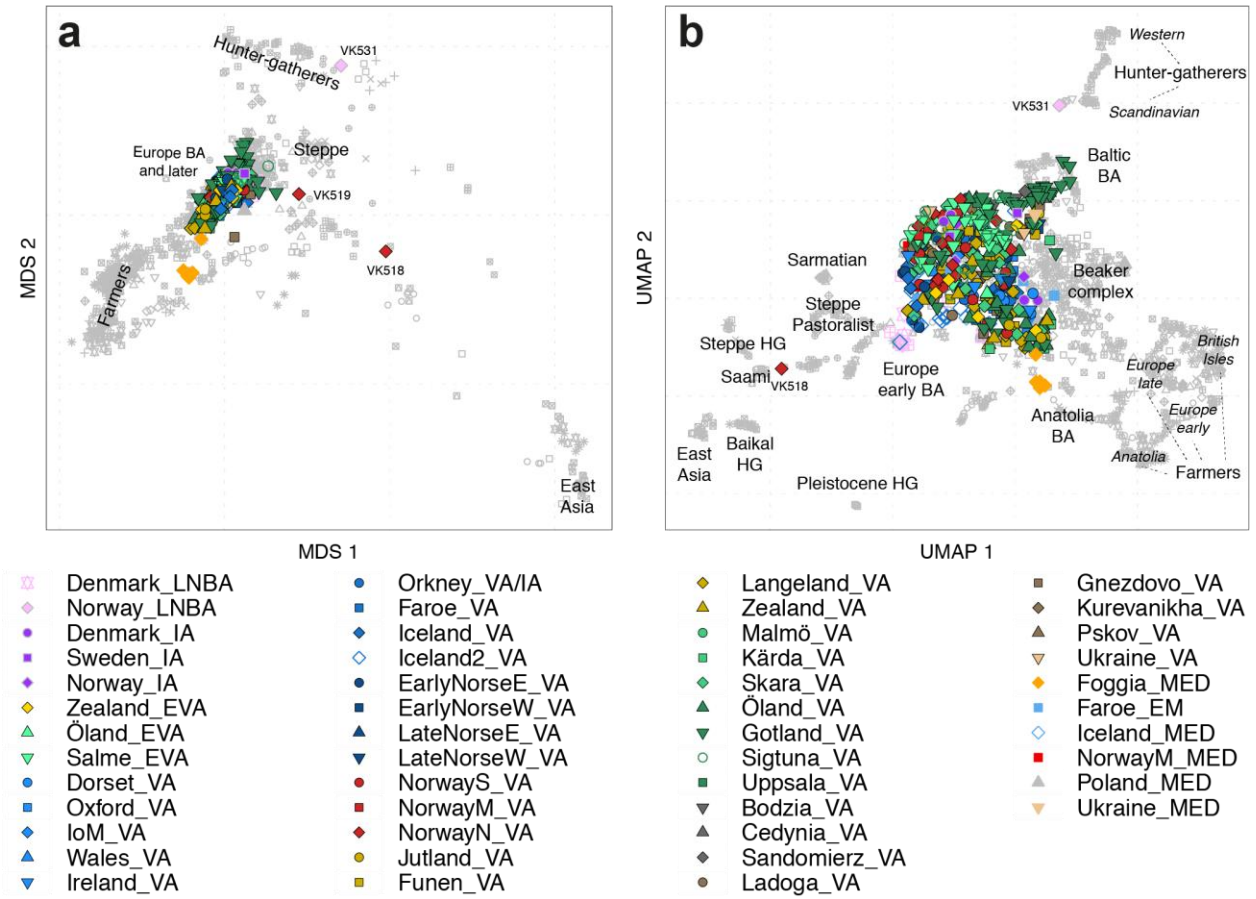 a
Hunter-gatherers
VK531
Europe BA
and later
Steppe
VK519
VK518
Farmers
East
Asia
MDS 2
MDS 1
b
Western
Hunter-gatherers
Scandinavian
VK531
Baltic
BA
Sarmatian
Beaker
complex
Steppe
Pastoralist
Steppe HG
Saami
VK518
Europe
early BA
British
Isles
Europe
late
Anatolia
BA
Europe
early
Anatolia
Farmers
East
Asia
Baikal
HG
Pleistocene HG
UMAP 2
UMAP 1
Denmark_LNBA
Norway_LNBA
Denmark_IA
Sweden_IA
Norway_IA
Zealand_EVA
Öland_EVA
Salme_EVA
Dorset_VA
Oxford_VA
IoM_VA
Wales_VA
Ireland_VA
Orkney_VA/IA
Faroe_VA
Iceland_VA
Iceland2_VA
EarlyNorseE_VA
EarlyNorseW_VA
LateNorseE_VA
LateNorseW_VA
NorwayS_VA
NorwayM_VA
NorwayN_VA
Jutland_VA
Funen_VA
Langeland_VA
Zealand_VA
Malmö_VA
Kärda_VA
Skara_VA
Öland_VA
Gotland_VA
Sigtuna_VA
Uppsala_VA
Bodzia_VA
Cedynia_VA
Sandomierz_VA
Ladoga_VA
Gnezdovo_VA
Kurevanikha_VA
Pskov_VA
Ukraine_VA
Foggia_MED
Faroe_EM
Iceland_MED
NorwayM_MED
Poland_MED
Ukraine_MED